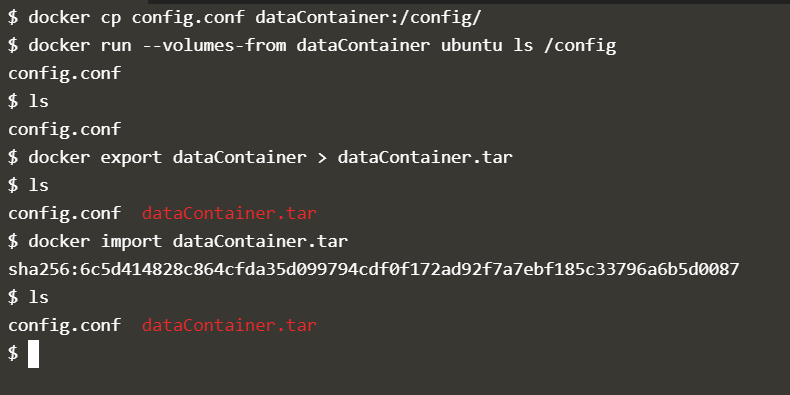 $ docker cp config.conf dataContainer:/config/
$ docker run --volumes-from dataContainer ubuntu ls /config
config.conf
$ ls
config.conf
$ docker export dataContainer > dataContainer.tar
$ ls
config.conf  dataContainer.tar
$ docker import dataContainer.tar
sha256:6c5d414828c864cfda35d099794cdf0f172ad92f7a7ebf185c33796a6b5d0087
$ ls
config.conf  dataContainer.tar
$